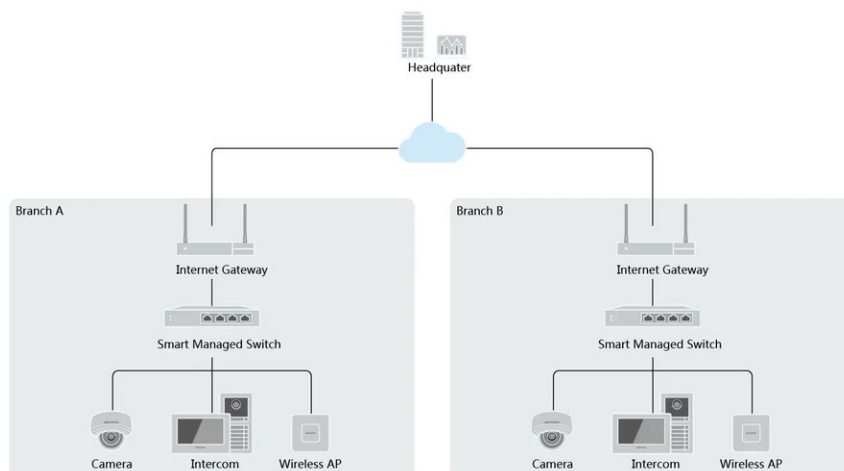 Headquater
Branch A
Branch B
Internet Gateway
Internet Gateway
Smart Managed Switch
Smart Managed Switch
Camera
Intercom
Wireless AP
Camera
Intercom
Wireless AP